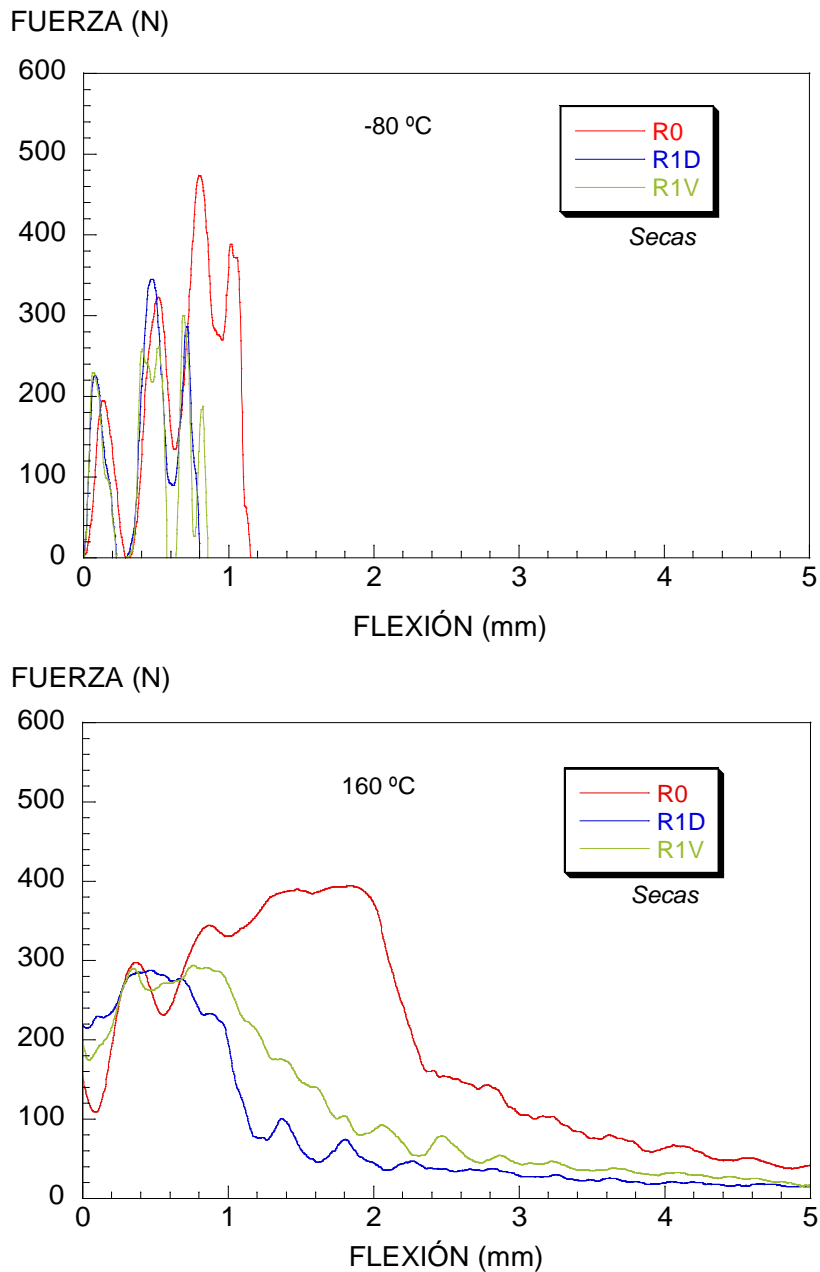 FUERZA (N)
600
-80 ºC
R0
500
R1D
R1V
400
Secas
300
200
100
0
0 1 2 3 4 5
FLEXIÓN (mm)
FUERZA (N)
600
160 ºC
R0
500
R1D
R1V
400
Secas
300
200
100
0
0 1 2 3 4 5
FLEXIÓN (mm)